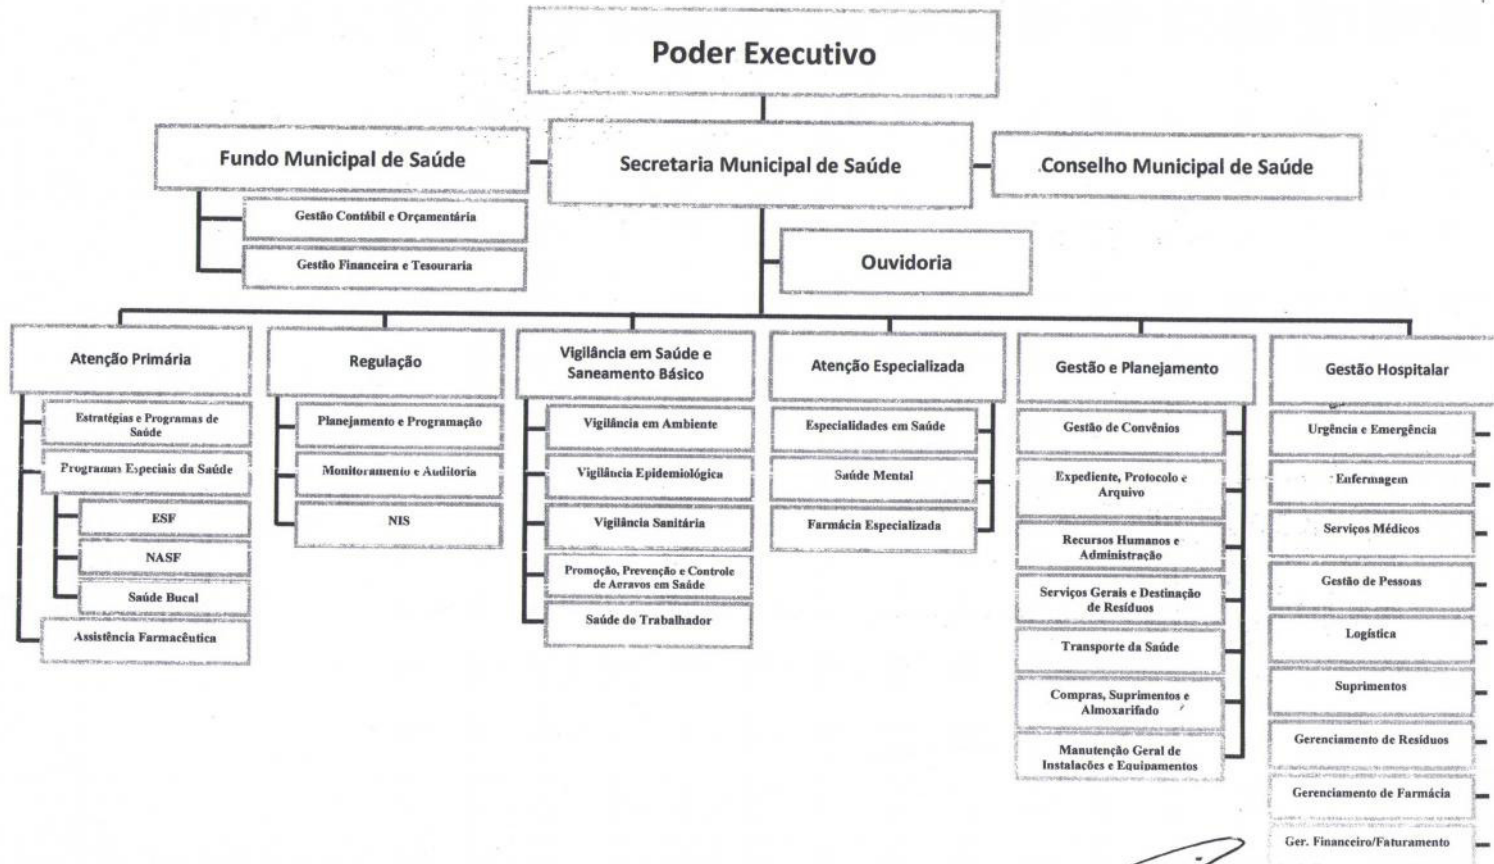 Poder Executivo
Fundo Municipal de Saúde
Secretaria Municipal de Saúde
Conselho Municipal de Saúde
Gestão Contábil e Orçamentária
Gestão Financeira e Tesouraria
Ouvidoria
Atenção Primária
Estratégias e Programas de
Saúde
Programas Especiais da Saúde
ESF
NASF
Saúde Bucal
Assistência Farmacêutica
Regulação
Planejamento e Programação
Monitoramento e Auditoria
NIS
Vigilância em Saúde e
Saneamento Básico
Vigilância em Ambiente
Vigilância Epidemiológica
Vigilância Sanitária
Promoção, Prevenção e Controle
de Agravos em Saúde
Saúde do Trabalhador
Atenção Especializada
Especialidades em Saúde
Saúde Mental
Farmácia Especializada
Gestão e Planejamento
Gestão de Convênios
Expediente, Protocolo e
Arquivo
Recursos Humanos e
Administração
Serviços Gerais e Destinação
de Resíduos
Transporte da Saúde
Compras, Suprimentos e
Almoxarifado
Manutenção Geral de
Instalações e Equipamentos
Gestão Hospitalar
Urgência e Emergência
Enfermagem
Serviços Médicos
Gestão de Pessoas
Logística
Suprimentos
Gerenciamento de Resíduos
Gerenciamento de Farmácia
Ger. Financeiro/Faturamento